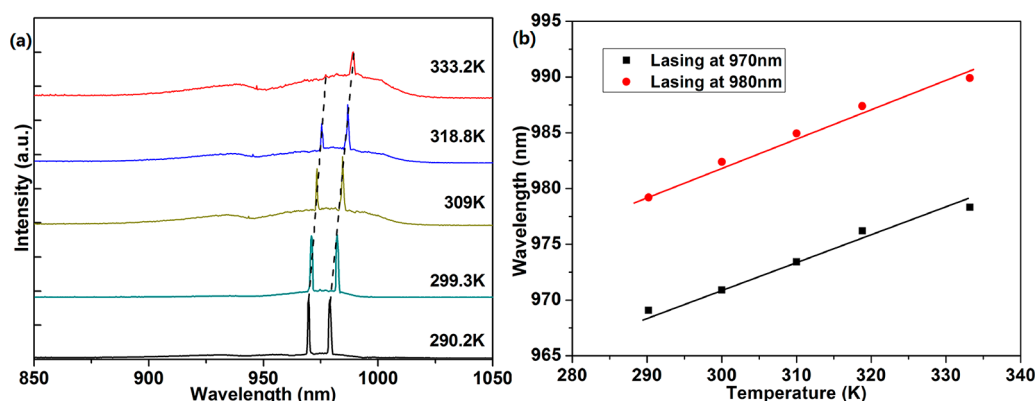 (a)
Intensity (a.u.)
333.2K
318.8K
309K
299.3K
290.2K
850 900 950 1000 1050
Wavelength (nm)
(b)
Lasing at 970nm
Lasing at 980nm
Wavelength (nm)
995
990
985
980
975
970
965
280 290 300 310 320 330 340
Temperature (K)